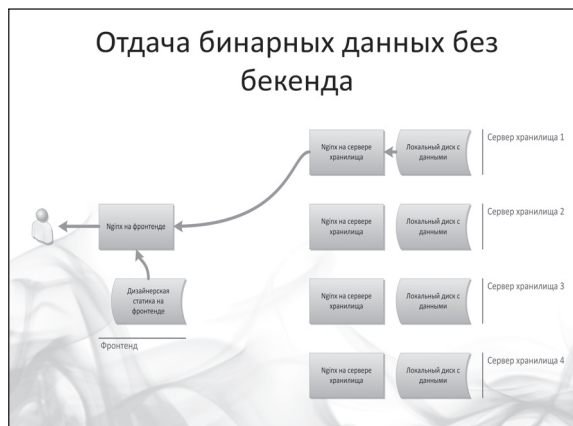 Отдача бинарных данных без
бекенда
Nginx на сервере
хранилища
Локальный диск с
данными
Сервер хранилища 1
Nginx на фронтенде
Nginx на сервере
хранилища
Локальный диск с
данными
Сервер хранилища 2
Дизайнерская
статика на
фронтенде
Nginx на сервере
хранилища
Локальный диск с
данными
Сервер хранилища 3
Фронтенд
Nginx на сервере
хранилища
Локальный диск с
данными
Сервер хранилища 4